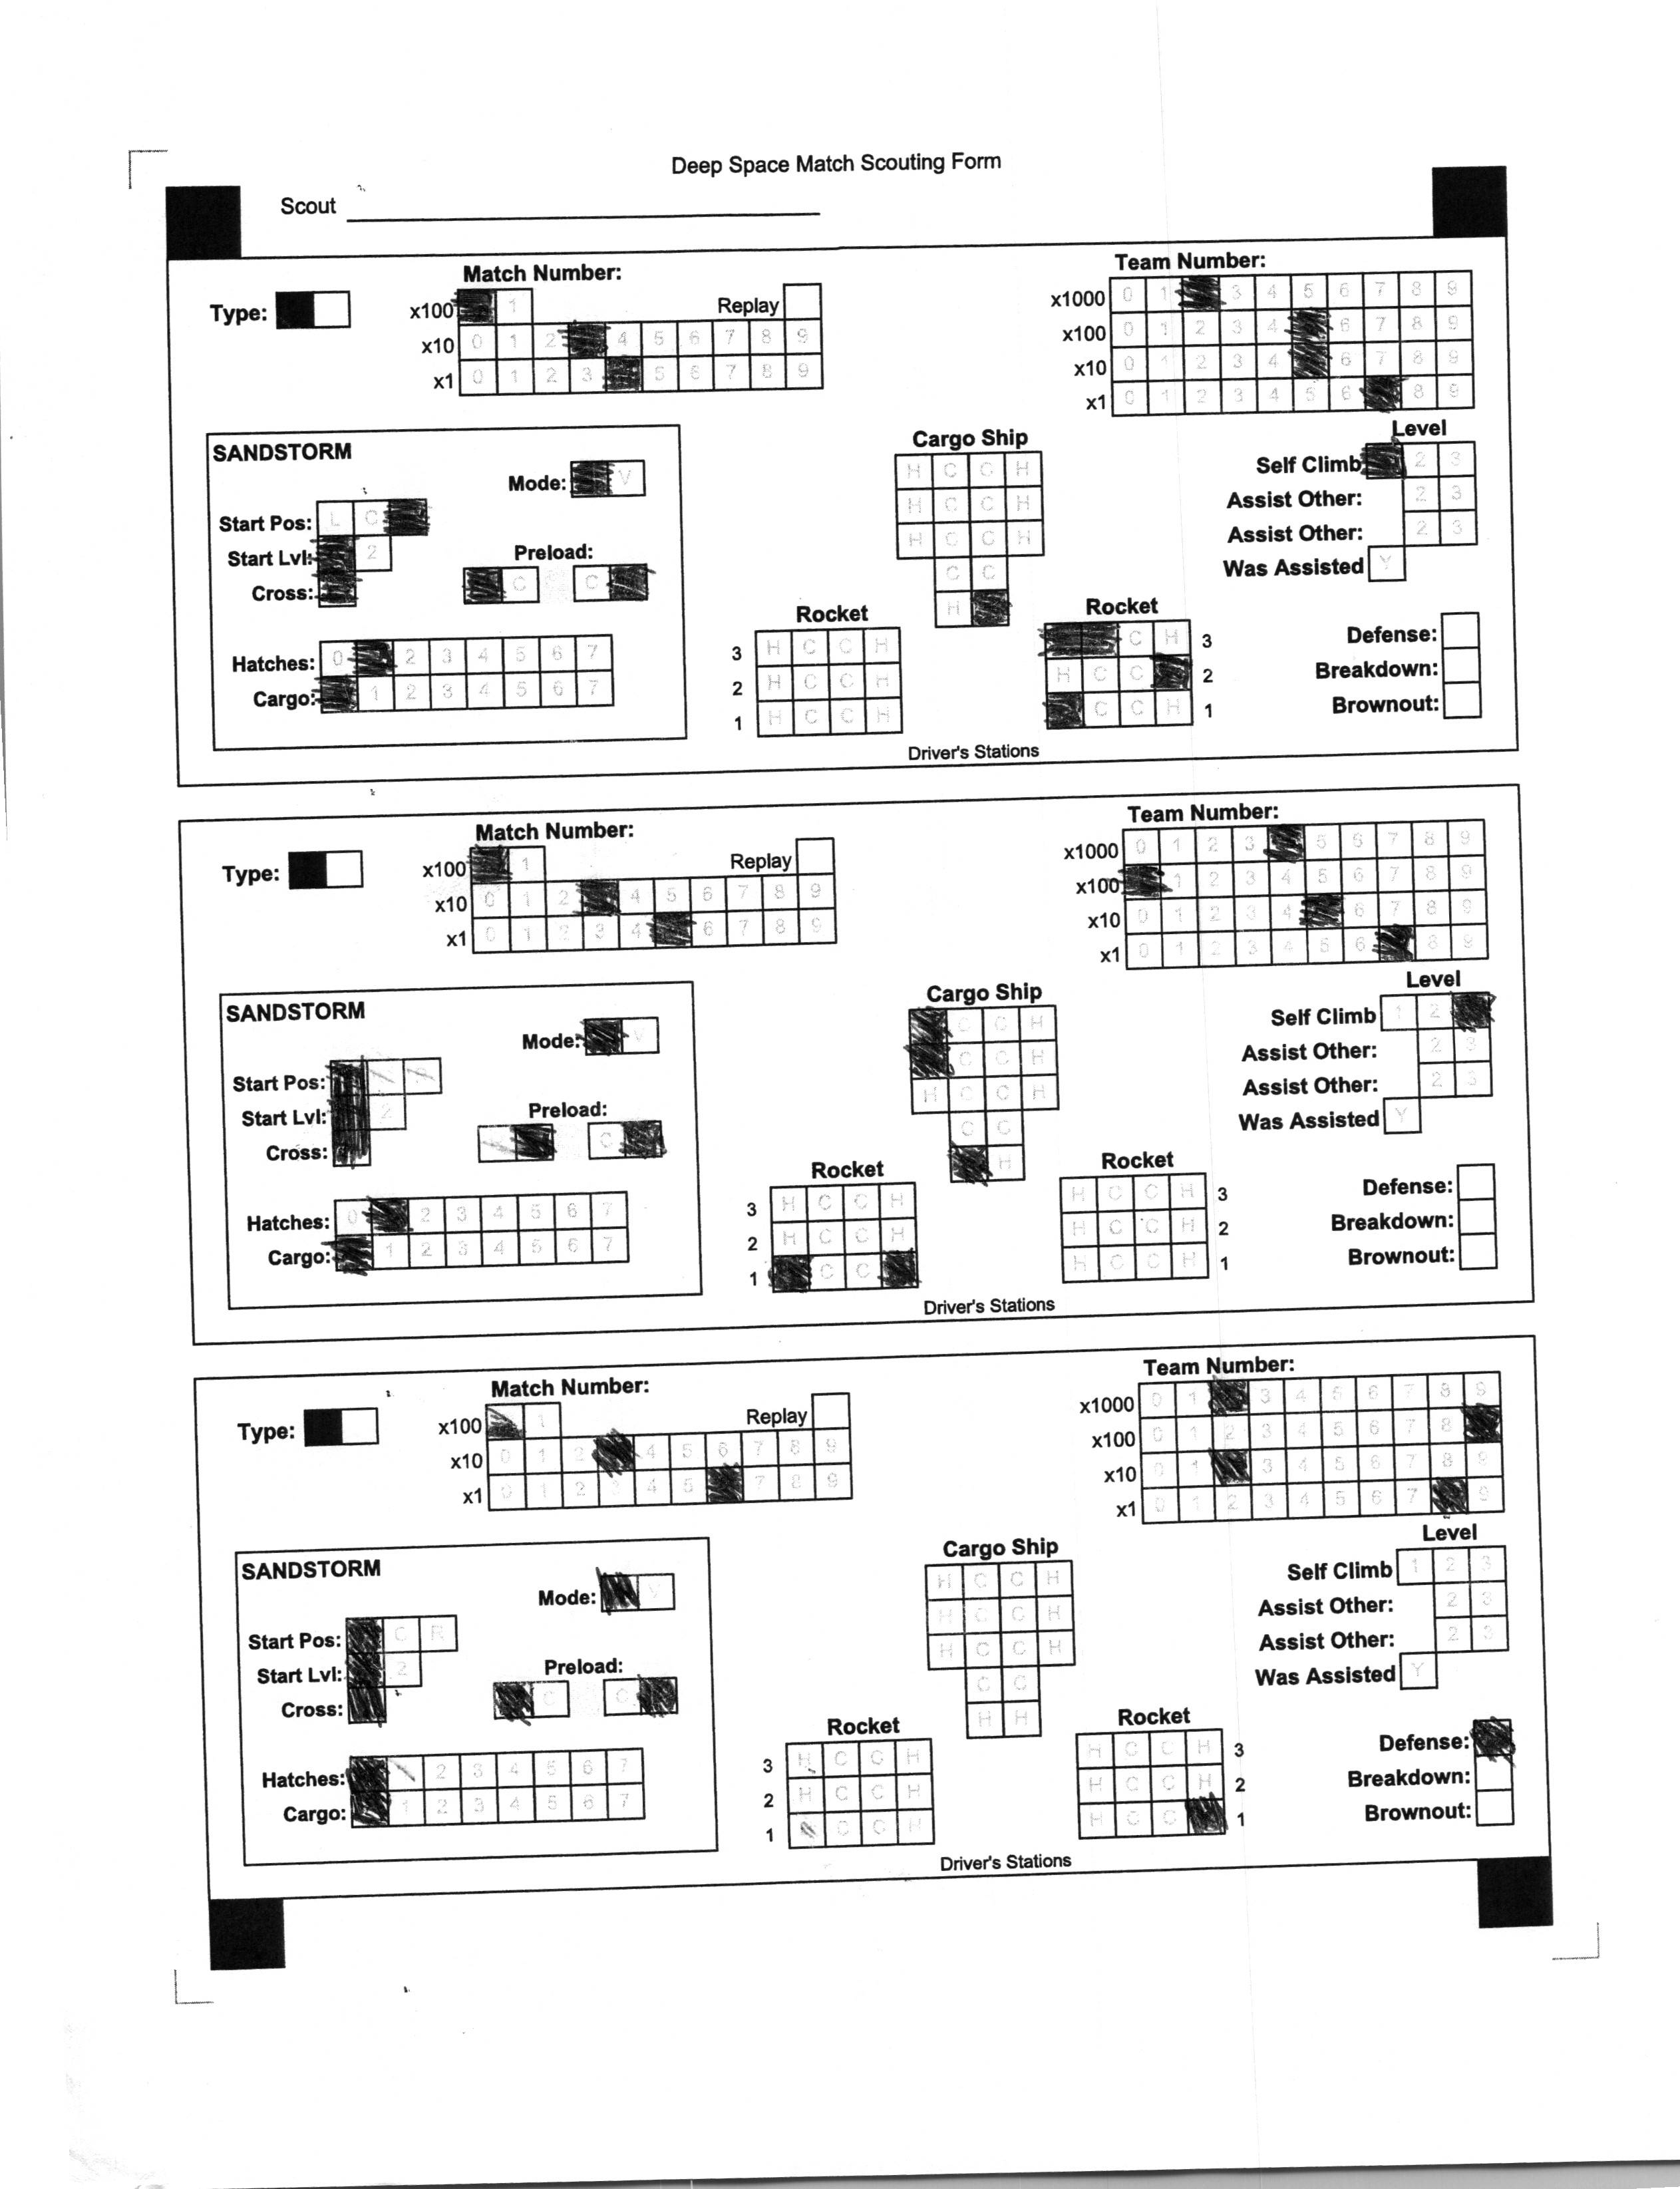 Deep Space Match Scouting Form
Scout
Match Number:
Team Number:
Type:
x100 1 Replay
x10 0 1 2 4 5 6 7 8 9
x1 0 1 2 3 5 6 7 8 9
x1000 0 1 3 4 5 6 7 8 9
x100 0 1 2 3 4 6 7 8 9
x10 0 1 2 3 4 6 7 8 9
x1 0 1 2 3 4 5 6 8 9
SANDSTORM
Mode: V
Start Pos: L C
Start Lvl: 2
Cross:
Preload:
C C
Hatches: 0 2 3 4 5 6 7
Cargo: 1 2 3 4 5 6 7
Cargo Ship
H C C H
H C C H
H C C H
C C
H
Rocket
3 H C C H
2 H C C H
1 H C C H
Rocket
C H 3
H C C 2
C C H 1
Level
Self Climb 2 3
Assist Other: 2 3
Assist Other: 2 3
Was Assisted Y
Defense:
Breakdown:
Brownout:
Driver's Stations
Match Number:
Team Number:
Type:
x100 1 Replay
x10 0 1 2 4 5 6 7 8 9
x1 0 1 2 3 4 6 7 8 9
x1000 0 1 2 3 5 6 7 8 9
x100 1 2 3 4 5 6 7 8 9
x10 0 1 2 3 4 6 7 8 9
x1 0 1 2 3 4 5 6 8 9
SANDSTORM
Mode: V
Start Pos:
Start Lvl: 2
Cross:
Preload:
C
Hatches: 0 2 3 4 5 6 7
Cargo: 1 2 3 4 5 6 7
Cargo Ship
C C H
C C H
H C C H
C C
H
Rocket
3 H C C H
2 H C C H
1 C C
Rocket
H C C H 3
H C C H 2
H C C H 1
Level
Self Climb 1 2
Assist Other: 2 3
Assist Other: 2 3
Was Assisted Y
Defense:
Breakdown:
Brownout:
Driver's Stations
Match Number:
Team Number:
Type:
x100 1 Replay
x10 0 1 2 4 5 6 7 8 9
x1 0 1 2 3 4 5 7 8 9
x1000 0 1 3 4 5 6 7 8 9
x100 0 1 2 3 4 5 6 7 8
x10 0 1 3 4 5 6 7 8 9
x1 0 1 2 3 4 5 6 7 9
SANDSTORM
Mode: V
Start Pos: C R
Start Lvl: 2
Cross:
Preload:
C C
Hatches: 2 3 4 5 6 7
Cargo: 1 2 3 4 5 6 7
Cargo Ship
H C C H
H C C H
H C C H
C C
H H
Rocket
3 H C C H
2 H C C H
1 C C H
Rocket
H C C H 3
H C C H 2
H C C 1
Level
Self Climb 1 2 3
Assist Other: 2 3
Assist Other: 2 3
Was Assisted Y
Defense:
Breakdown:
Brownout:
Driver's Stations